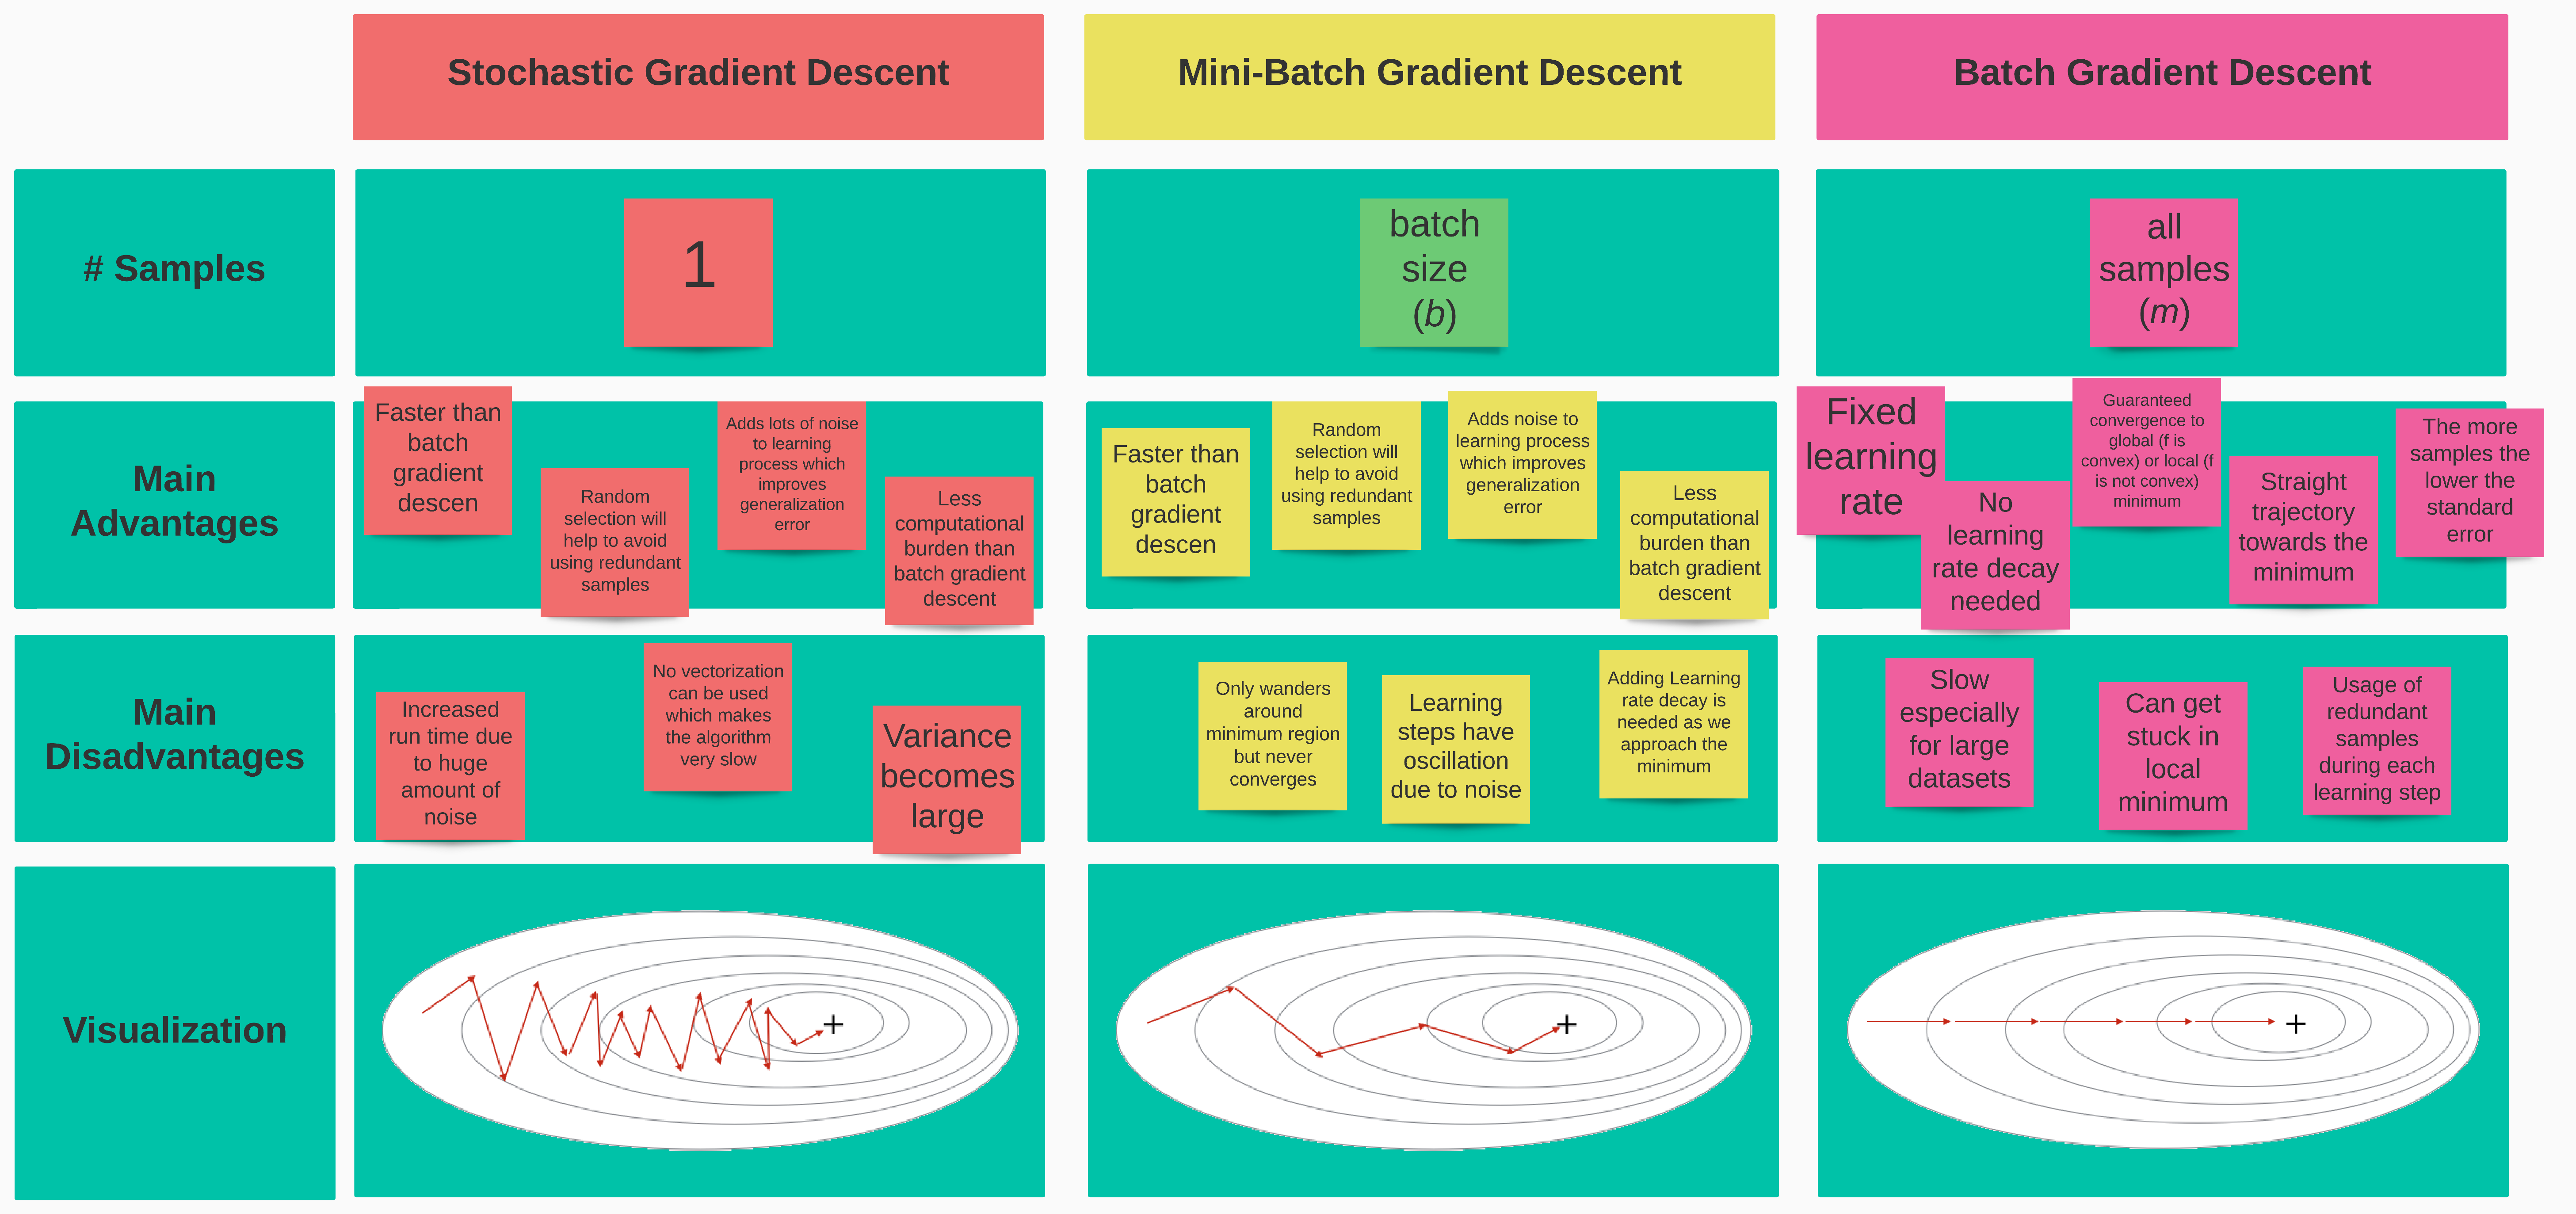 Stochastic Gradient Descent
Mini-Batch Gradient Descent
Batch Gradient Descent
# Samples
1
batch
size
(b)
all
samples
(m)
Main
Advantages
Faster than
batch
gradient
descen
Random
selection will
help to avoid
using redundant
samples
Adds lots of noise
to learning
process which
improves
generalization
error
Less
computational
burden than
batch gradient
descent
Faster than
batch
gradient
descen
Random
selection will
help to avoid
using redundant
samples
Adds noise to
learning process
which improves
generalization
error
Less
computational
burden than
batch gradient
descent
Fixed
learning
rate
No
learning
rate decay
needed
Guaranteed
convergence to
global (f is
convex) or local (f
is not convex)
minimum
Straight
trajectory
towards the
minimum
The more
samples the
lower the
standard
error
Main
Disadvantages
Increased
run time due
to huge
amount of
noise
No vectorization
can be used
which makes
the algorithm
very slow
Variance
becomes
large
Only wanders
around
minimum region
but never
converges
Learning
steps have
oscillation
due to noise
Adding Learning
rate decay is
needed as we
approach the
minimum
Slow
especially
for large
datasets
Can get
stuck in
local
minimum
Usage of
redundant
samples
during each
learning step
Visualization